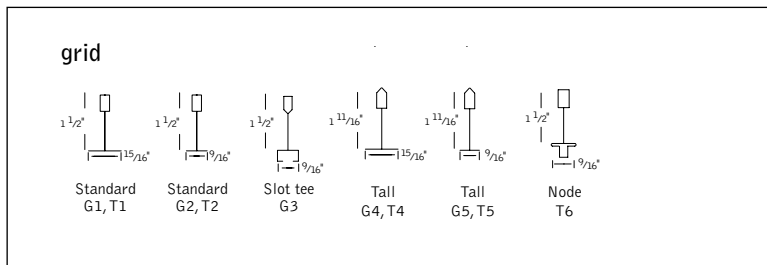 grid
1 1/2" 1 1/2" 1 1/2" 1 11/16" 1 11/16" 1 1/2"
15/16" 9/16" 9/16" 15/16" 9/16" 9/16"
Standard Standard Slot tee Tall Tall Node
G1, T1 G2, T2 G3 G4, T4 G5, T5 T6